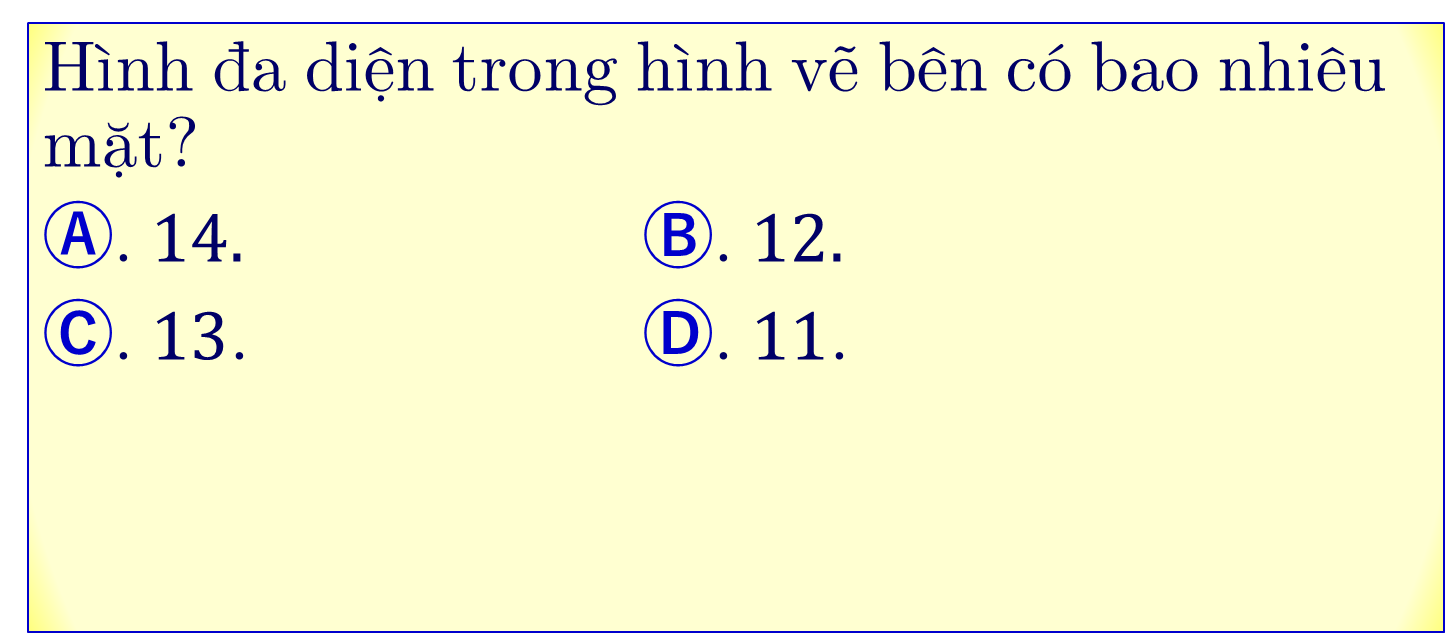 Hình đa diện trong hình vẽ bên có bao nhiêu
mặt?
Ⓐ. 14. Ⓑ. 12.
Ⓒ. 13. Ⓓ. 11.